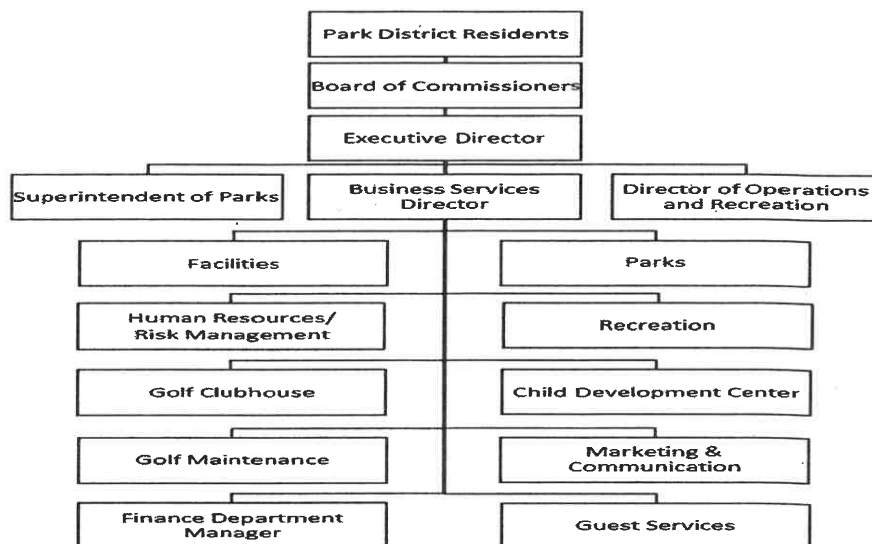 Park District Residents
Board of Commissioners
Executive Director
Superintendent of Parks
Business Services
Director
Director of Operations
and Recreation
Facilities
Parks
Human Resources/
Risk Management
Recreation
Golf Clubhouse
Child Development Center
Golf Maintenance
Marketing &
Communication
Finance Department
Manager
Guest Services